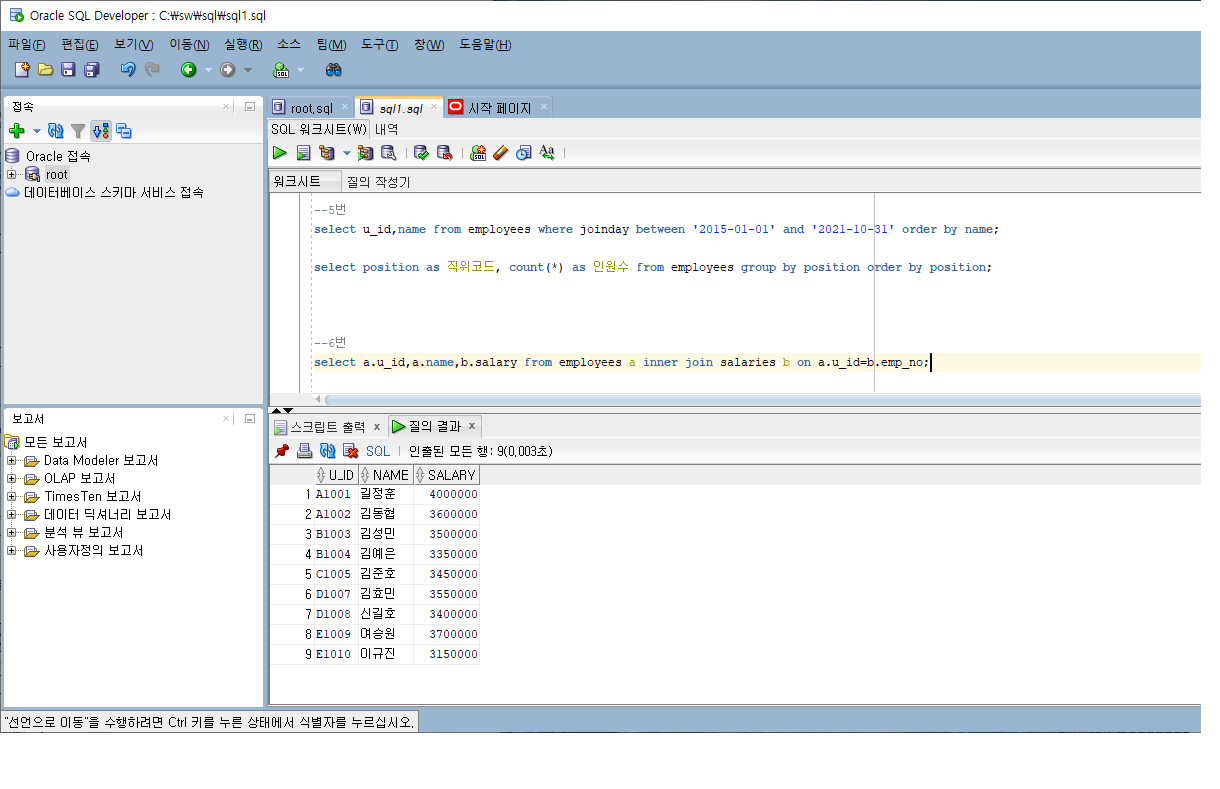 Oracle SQL Developer : C:₩sw₩sql₩sql1.sql
파일(F) 편집(E) 보기(V) 이동(N) 실행(R) 소스 팀(M) 도구(T) 창(W) 도움말(H)
접속
Oracle 접속
root
데이터베이스 스키마 서비스 접속
root.sql sql1.sql 시작 페이지
SQL 워크시트(W) 내역
워크시트 질의 작성기
--5번
select u_id,name from employees where joinday between '2015-01-01' and '2021-10-31' order by name;
select position as 직위코드, count(*) as 인원수 from employees group by position order by position;
--6번
select a.u_id,a.name,b.salary from employees a inner join salaries b on a.u_id=b.emp_no;
보고서
모든 보고서
Data Modeler 보고서
OLAP 보고서
TimesTen 보고서
데이터 딕셔너리 보고서
분석 뷰 보고서
사용자정의 보고서
스크립트 출력 x 질의 결과 x
SQL | 인출된 모든 행: 9(0,003초)
U_ID NAME SALARY
1 A1001 길정훈 4000000
2 A1002 김동협 3600000
3 B1003 김성민 3500000
4 B1004 김예은 3350000
5 C1005 김준호 3450000
6 D1007 김효민 3550000
7 D1008 신길호 3400000
8 E1009 여승원 3700000
9 E1010 이규진 3150000
"선언으로 이동"을 수행하려면 Ctrl 키를 누른 상태에서 식별자를 누르십시오.